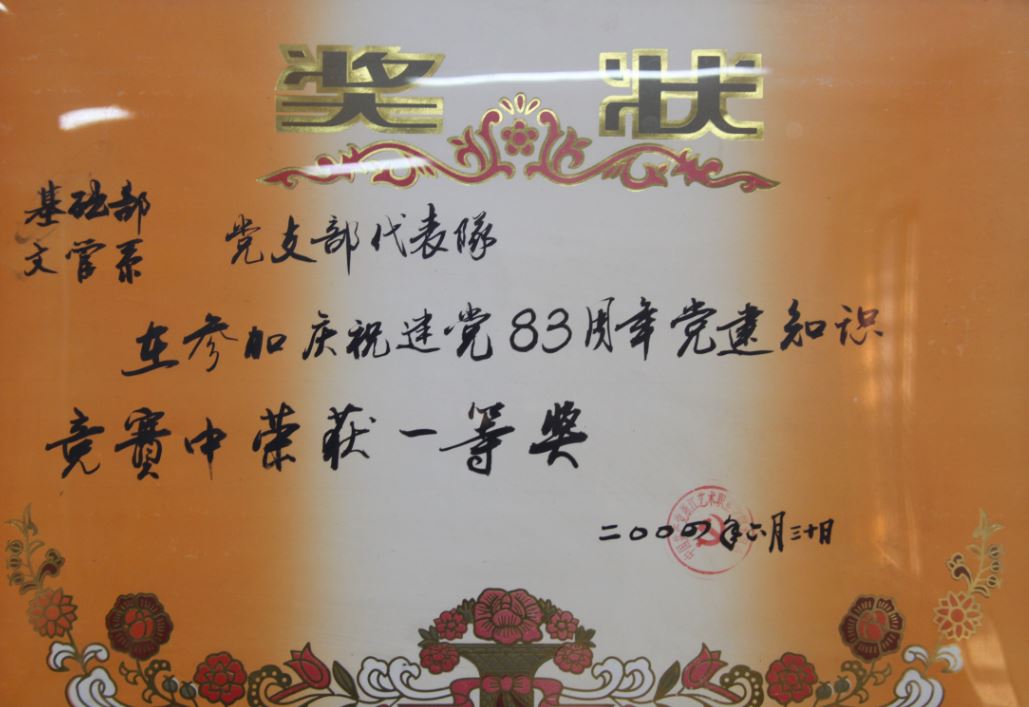 奖状
基础部
文管系
党支部代表隊
在参加庆祝建党83周年党建知识
竞赛中荣获一等奖
二000四年六月三十日